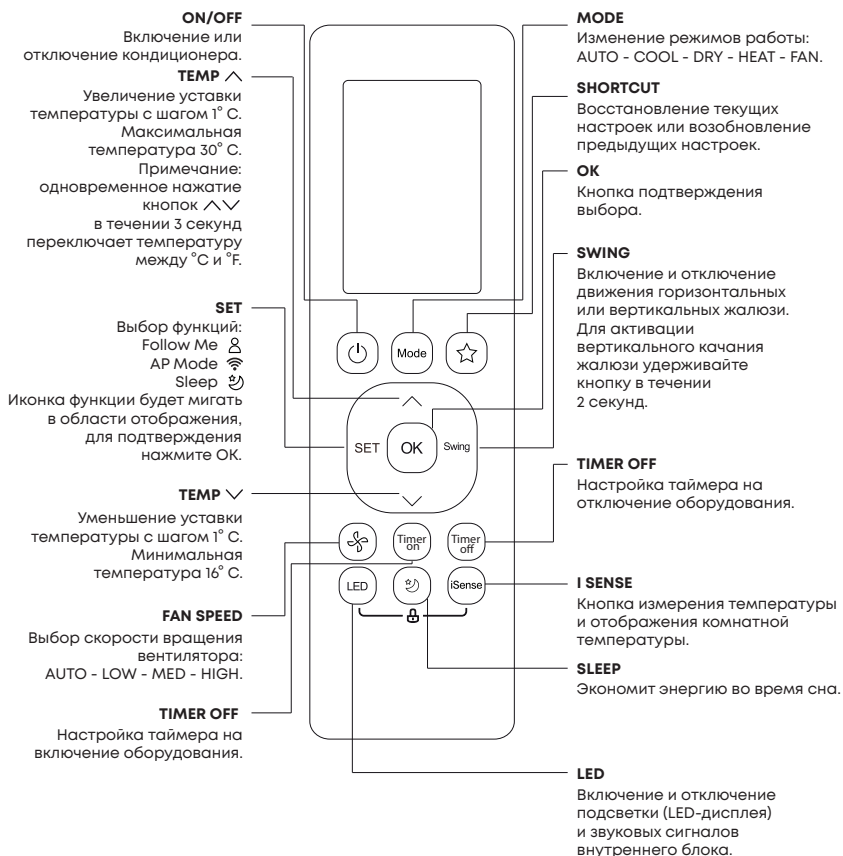 ON/OFF
Включение или
отключение кондиционера.
TEMP
Увеличение уставки
температуры с шагом 1° C.
Максимальная
температура 30° C.
Примечание:
одновременное нажатие
кнопок
в течении 3 секунд
переключает температуру
между °C и °F.
SET
Выбор функций:
Follow Me
AP Mode
Sleep
Иконка функции будет мигать
в области отображения,
для подтверждения
нажмите OK.
TEMP
Уменьшение уставки
температуры с шагом 1° C.
Минимальная
температура 16° C.
FAN SPEED
Выбор скорости вращения
вентилятора:
AUTO - LOW - MED - HIGH.
TIMER OFF
Настройка таймера на
включение оборудования.
Mode
SET
OK
Swing
Timer
on
Timer
off
LED
iSense
MODE
Изменение режимов работы:
AUTO - COOL - DRY - HEAT - FAN.
SHORTCUT
Восстановление текущих
настроек или возобновление
предыдущих настроек.
OK
Кнопка подтверждения
выбора.
SWING
Включение и отключение
движения горизонтальных
или вертикальных жалюзи.
Для активации
вертикального качания
жалюзи удерживайте
кнопку в течении
2 секунд.
TIMER OFF
Настройка таймера на
отключение оборудования.
I SENSE
Кнопка измерения температуры
и отображения комнатной
температуры.
SLEEP
Экономит энергию во время сна.
LED
Включение и отключение
подсветки (LED-дисплея)
и звуковых сигналов
внутреннего блока.